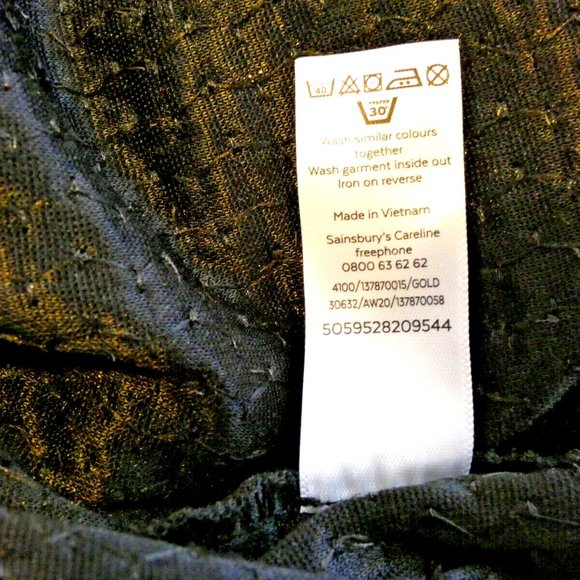 40
30°
Wash similar colours
together
Wash garment inside out
Iron on reverse
Made in Vietnam
Sainsbury's Careline
freephone
0800 63 62 62
4100/137870015/GOLD
30632/AW20/137870058
5059528209544